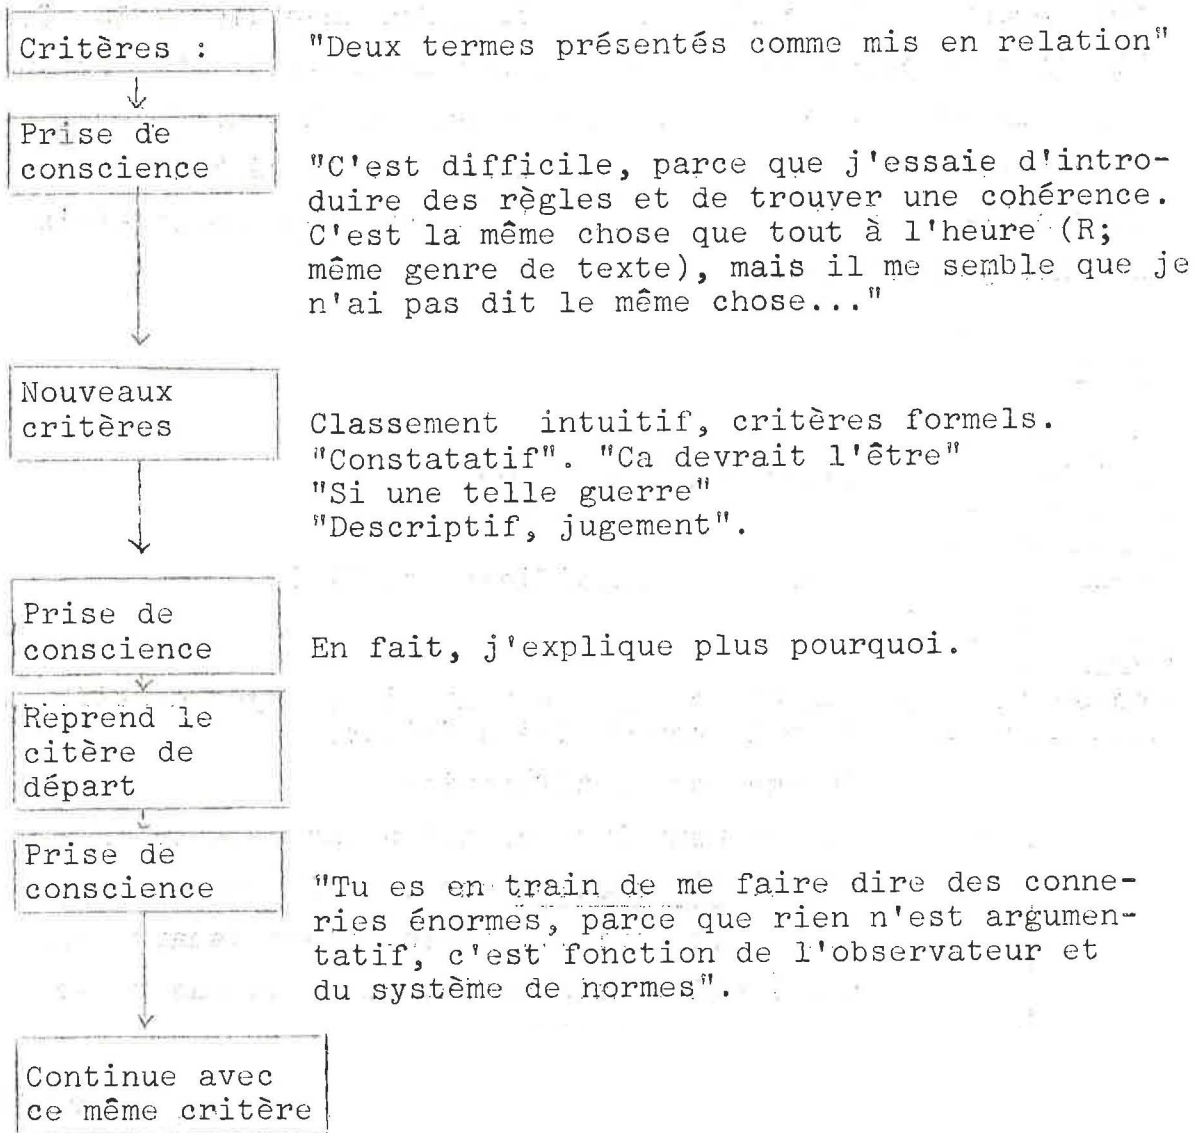 Critères :
"Deux termes présentés comme mis en relation"
Prise de
conscience
"C'est difficile, parce que j'essaie d'intro-
duire des règles et de trouver une cohérence.
C'est la même chose que tout à l'heure (R;
même genre de texte), mais il me semble que je
n'ai pas dit le même chose..."
Nouveaux
critères
Classement intuitif, critères formels.
"Constatatif". "Ca devrait l'être"
"Si une telle guerre"
"Descriptif, jugement".
Prise de
conscience
En fait, j'explique plus pourquoi.
Reprend le
citère de
départ
Prise de
conscience
"Tu es en train de me faire dire des conne-
ries énormes, parce que rien n'est argumen-
tatif, c'est fonction de l'observateur et
du système de normes".
Continue avec
ce même critère